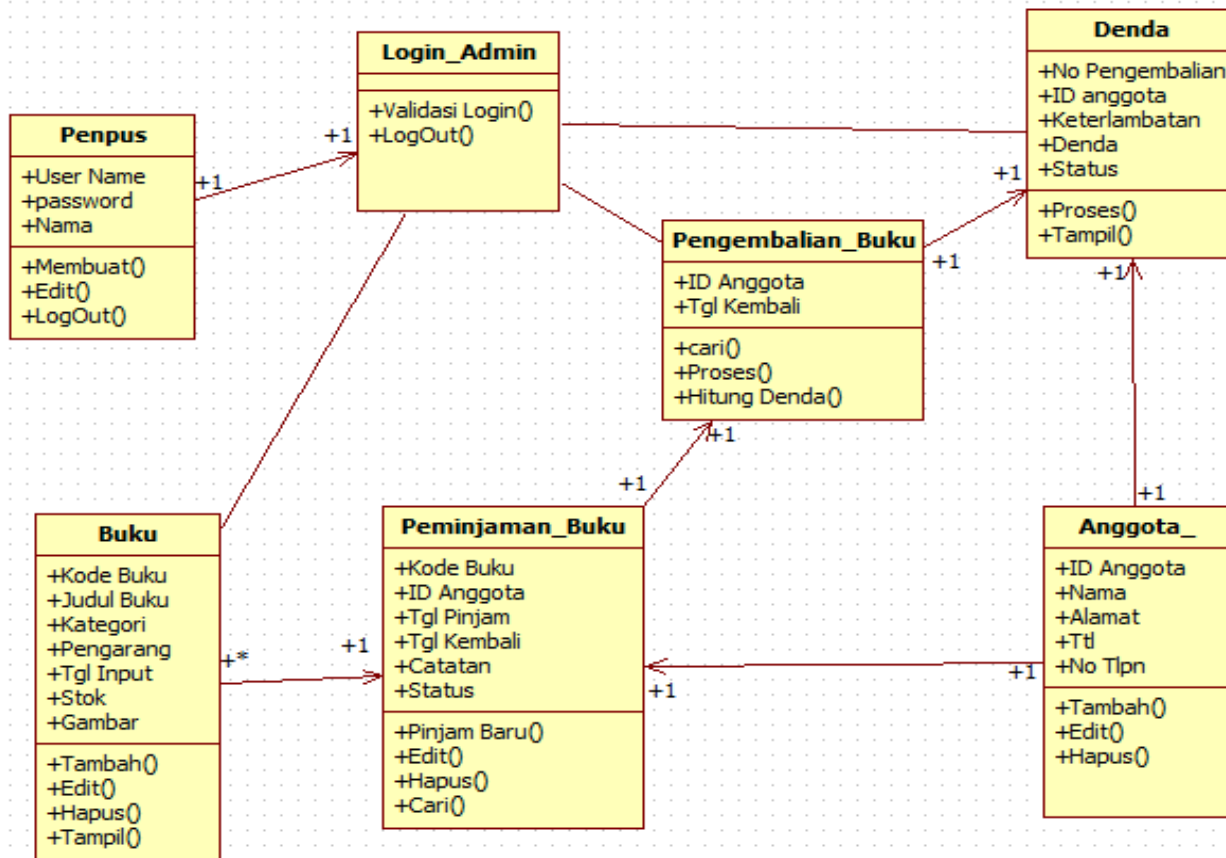 Login_Admin
+Validasi Login()
+LogOut()
Denda
+No Pengembalian
+ID anggota
+Keterlambatan
+Denda
+Status
+Proses()
+Tampil()
Penpus
+User Name
+password
+Nama
+Membuat()
+Edit()
+LogOut()
+1
+1
Pengembalian_Buku
+ID Anggota
+Tgl Kembali
+cari()
+Proses()
+Hitung Denda()
+1
+1
+1
+1
+1
+1
Buku
+Kode Buku
+Judul Buku
+Kategori
+Pengarang
+Tgl Input
+Stok
+Gambar
+Tambah()
+Edit()
+Hapus()
+Tampil()
+*
+1
Peminjaman_Buku
+Kode Buku
+ID Anggota
+Tgl Pinjam
+Tgl Kembali
+Catatan
+Status
+Pinjam Baru()
+Edit()
+Hapus()
+Cari()
+1
+1
Anggota_
+ID Anggota
+Nama
+Alamat
+Ttl
+No Tlpn
+Tambah()
+Edit()
+Hapus()